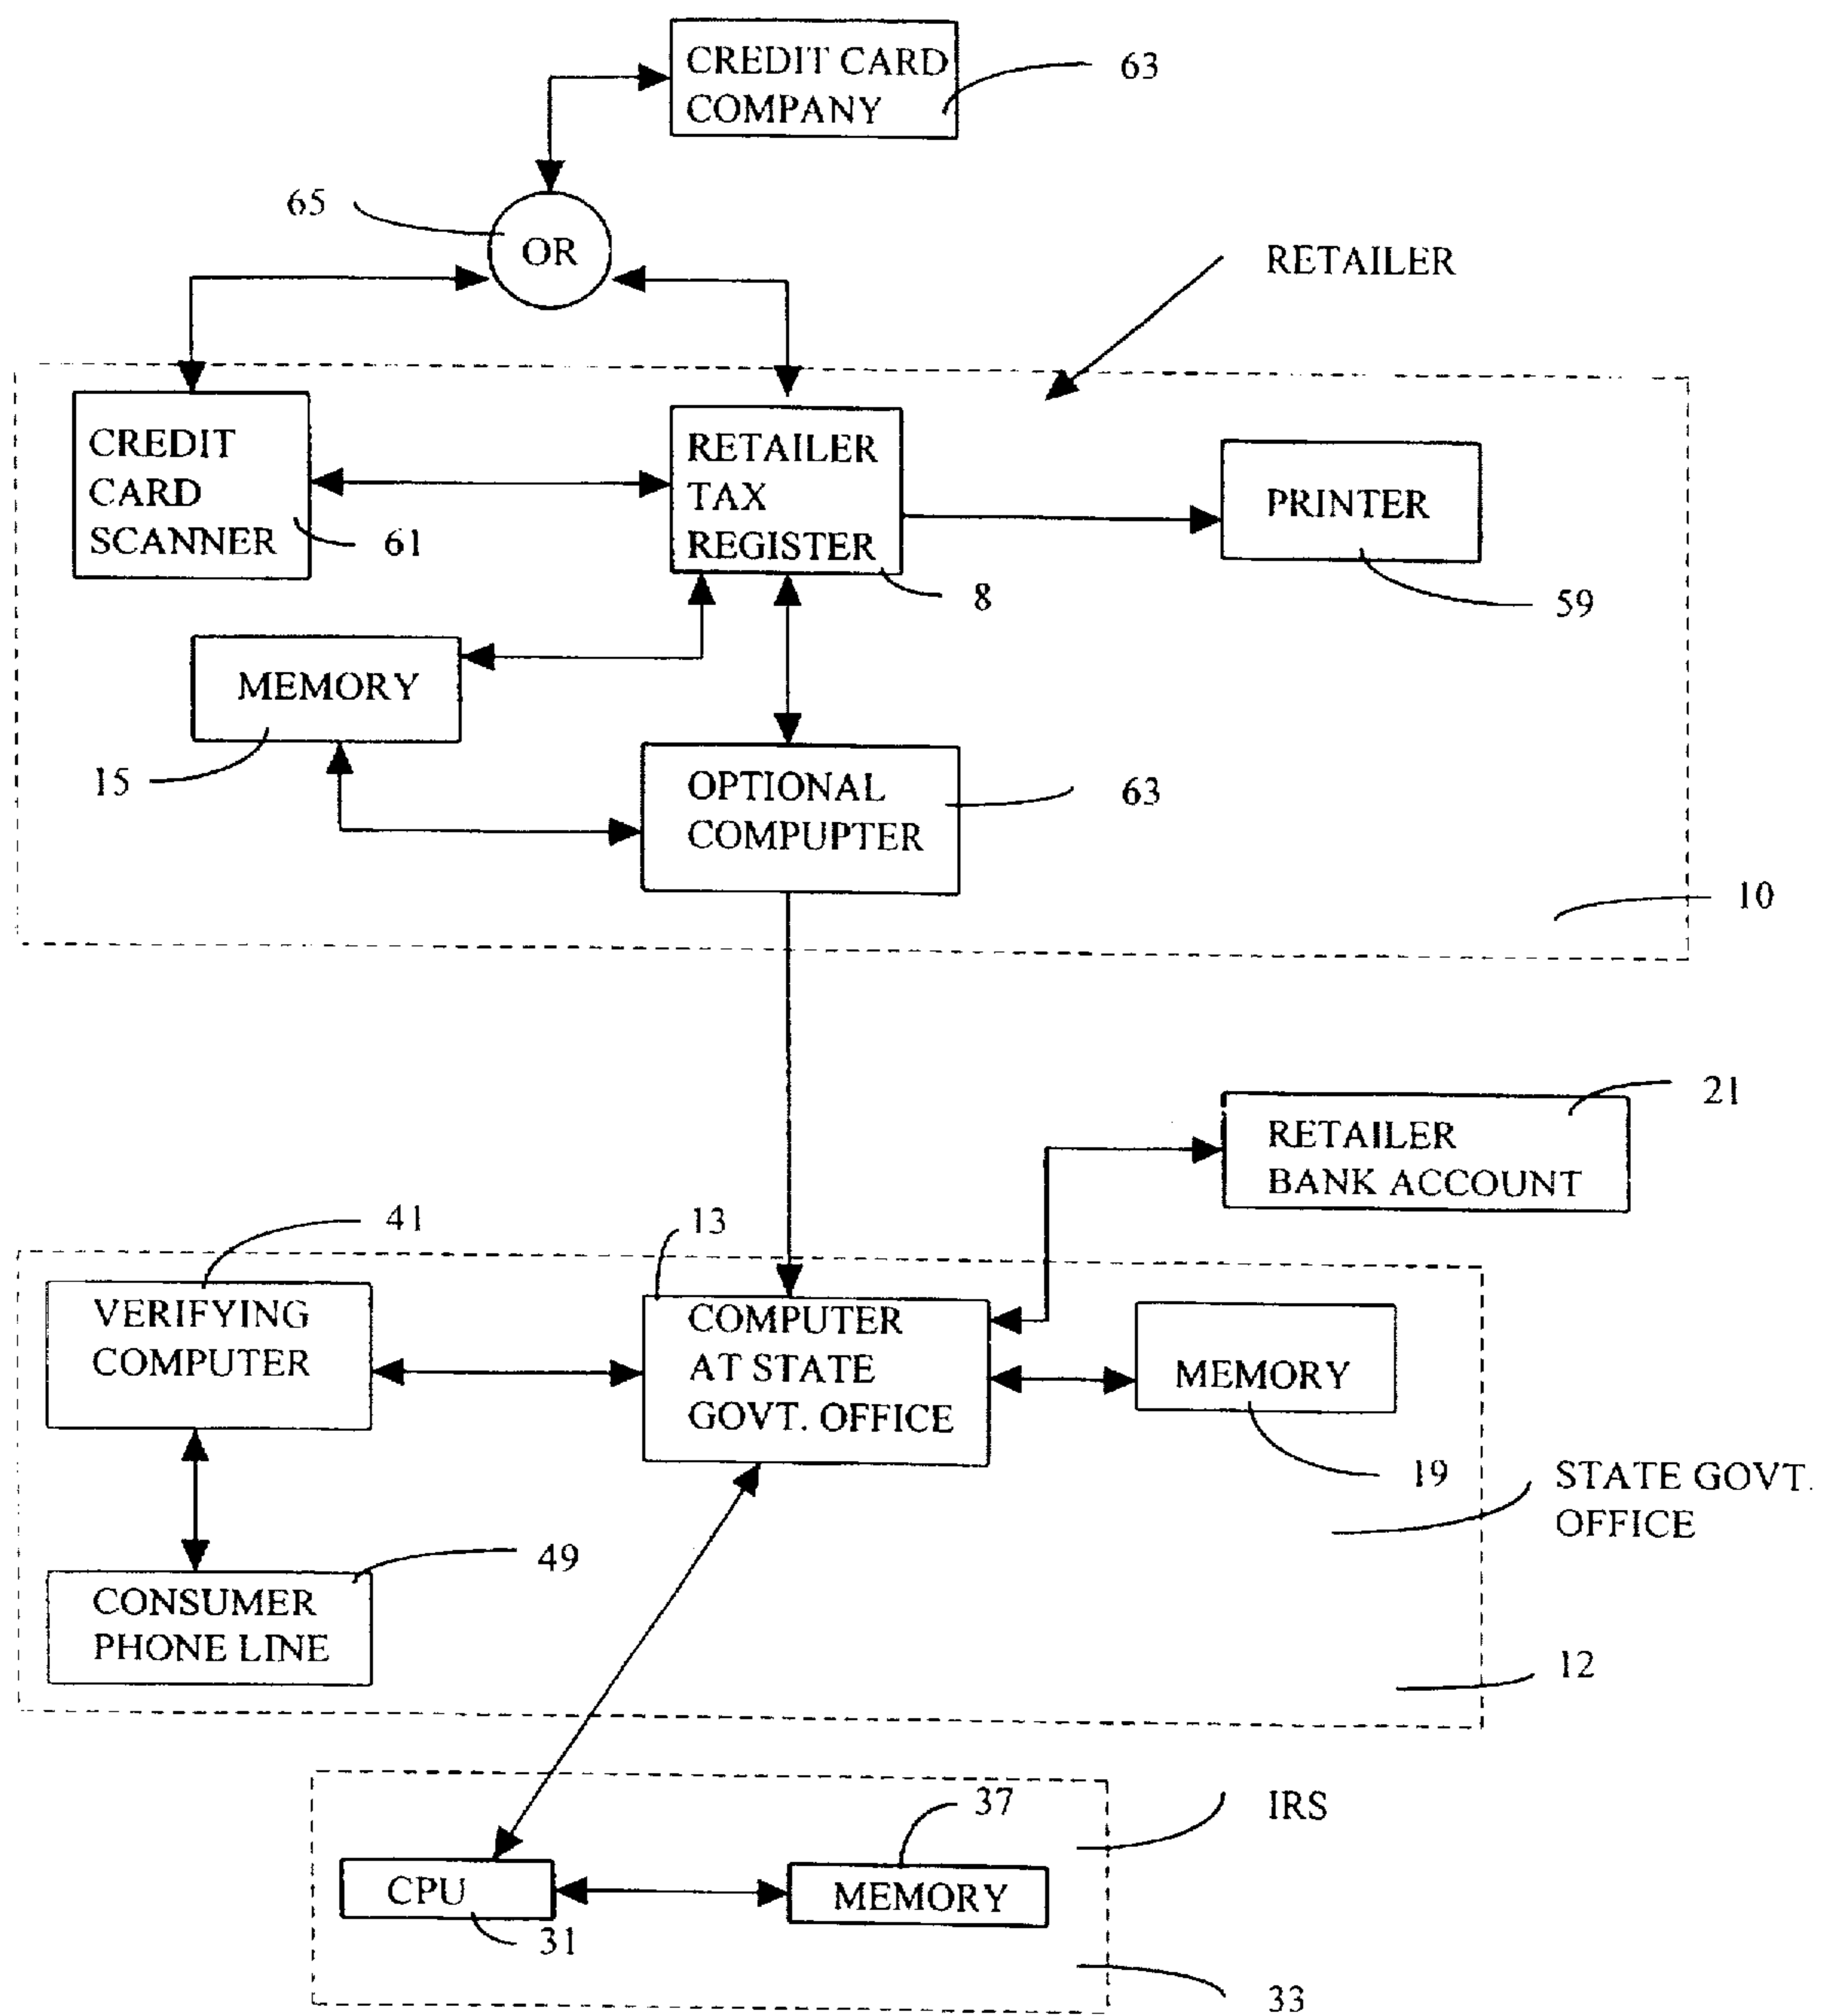 CREDIT CARD
COMPANY
63
65
OR
RETAILER
CREDIT
CARD
SCANNER
61
RETAILER
TAX
REGISTER
8
PRINTER
59
MEMORY
15
OPTIONAL
COMPUPTER
63
10
21
RETAILER
BANK ACCOUNT
41
13
VERIFYING
COMPUTER
COMPUTER
AT STATE
GOVT. OFFICE
MEMORY
19
STATE GOVT.
OFFICE
49
CONSUMER
PHONE LINE
12
IRS
37
CPU
31
MEMORY
33